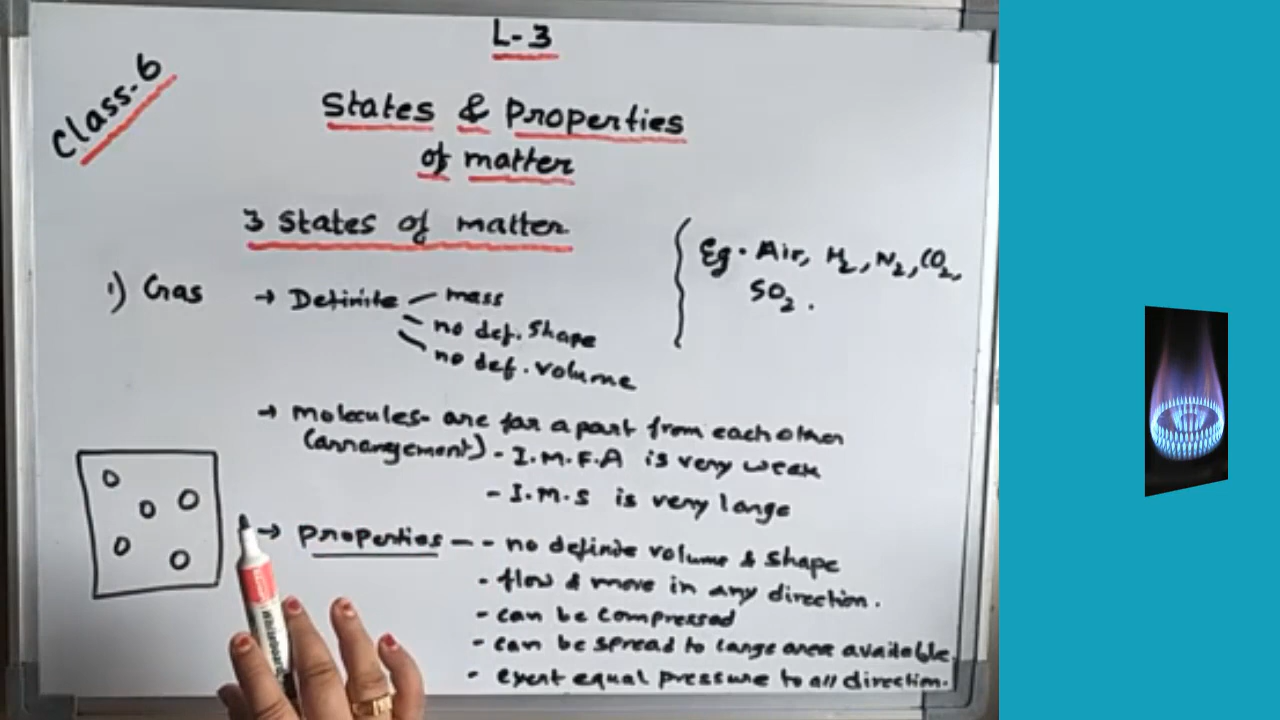 L-3
Class-6
States & Properties
of matter
3 States of matter
Eg. Air, H2, N2, CO2,
SO2.
1) Gas → Definite - mass
- no def. shape
- no def. volume
→ molecules- are far apart from each other
(arrangement) - I.M.F.A is very weak
- I.M.S is very large
→ Properties - - no definite volume & shape
- flow & move in any direction.
- can be compressed
- can be spread to large area available
- exert equal pressure to all direction.